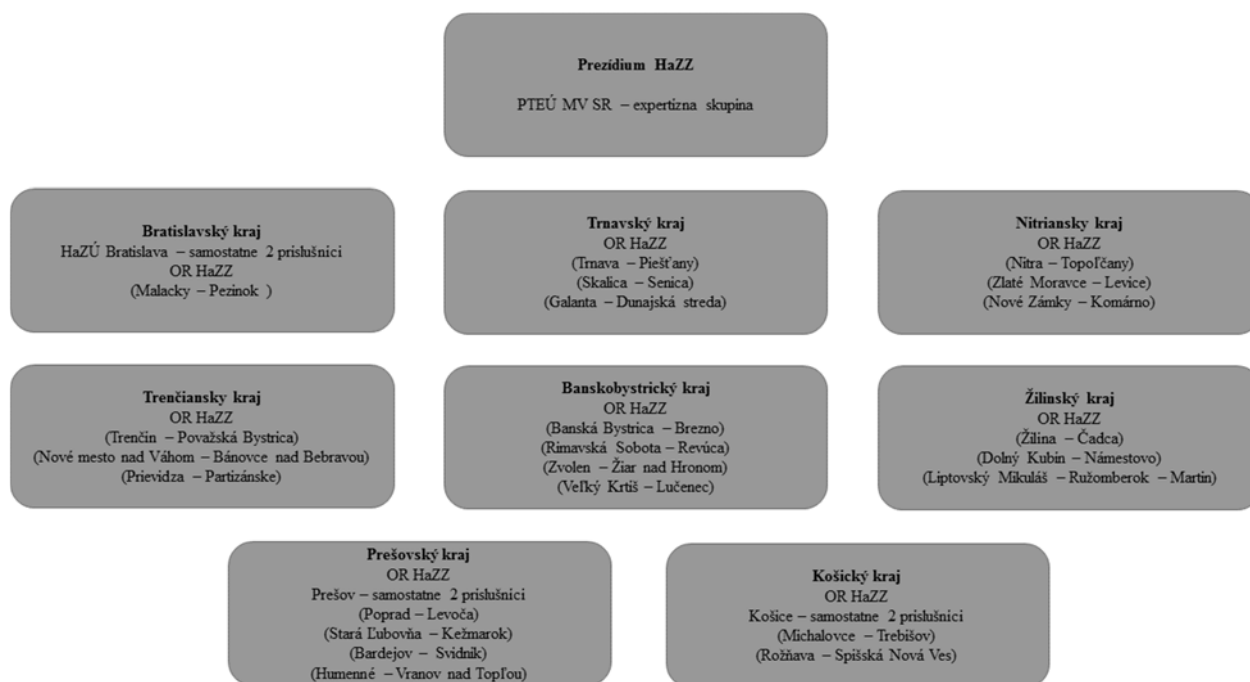 Prezídium HaZZ
PTEÚ MV SR – expertízna skupina
Bratislavský kraj
HaZÚ Bratislava – samostatne 2 príslušníci
OR HaZZ
(Malacky – Pezinok )
Trnavský kraj
OR HaZZ
(Trnava – Piešťany)
(Skalica – Senica)
(Galanta – Dunajská streda)
Nitriansky kraj
OR HaZZ
(Nitra – Topoľčany)
(Zlaté Moravce – Levice)
(Nové Zámky – Komárno)
Trenčiansky kraj
OR HaZZ
(Trenčín – Považská Bystrica)
(Nové mesto nad Váhom – Bánovce nad Bebravou)
(Prievidza – Partizánske)
Banskobystrický kraj
OR HaZZ
(Banská Bystrica – Brezno)
(Rimavská Sobota – Revúca)
(Zvolen – Žiar nad Hronom)
(Veľký Krtíš – Lučenec)
Žilinský kraj
OR HaZZ
(Žilina – Čadca)
(Dolný Kubín – Námestovo)
(Liptovský Mikuláš – Ružomberok – Martin)
Prešovský kraj
OR HaZZ
Prešov – samostatne 2 príslušníci
(Poprad – Levoča)
(Stará Ľubovňa – Kežmarok)
(Bardejov – Svidník)
(Humenné – Vranov nad Topľou)
Košický kraj
OR HaZZ
Košice – samostatne 2 príslušníci
(Michalovce – Trebišov)
(Rožňava – Spišská Nová Ves)